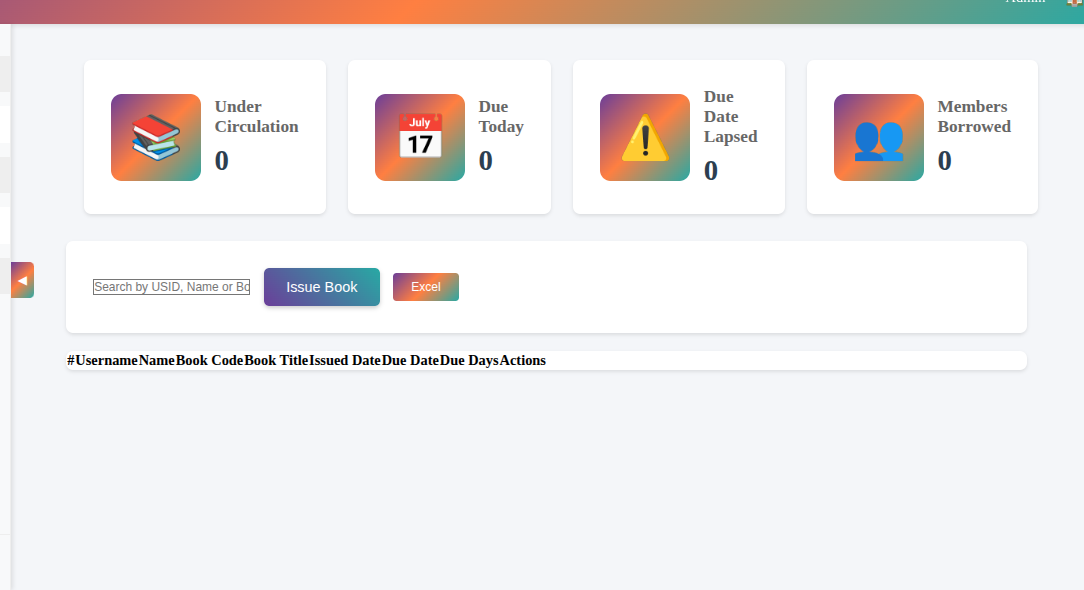 Admin
Under
Circulation
0
July
17
Due
Today
0
Due
Date
Lapsed
0
Members
Borrowed
0
Search by USID, Name or Bo
Issue Book
Excel
# Username Name Book Code Book Title Issued Date Due Date Due Days Actions